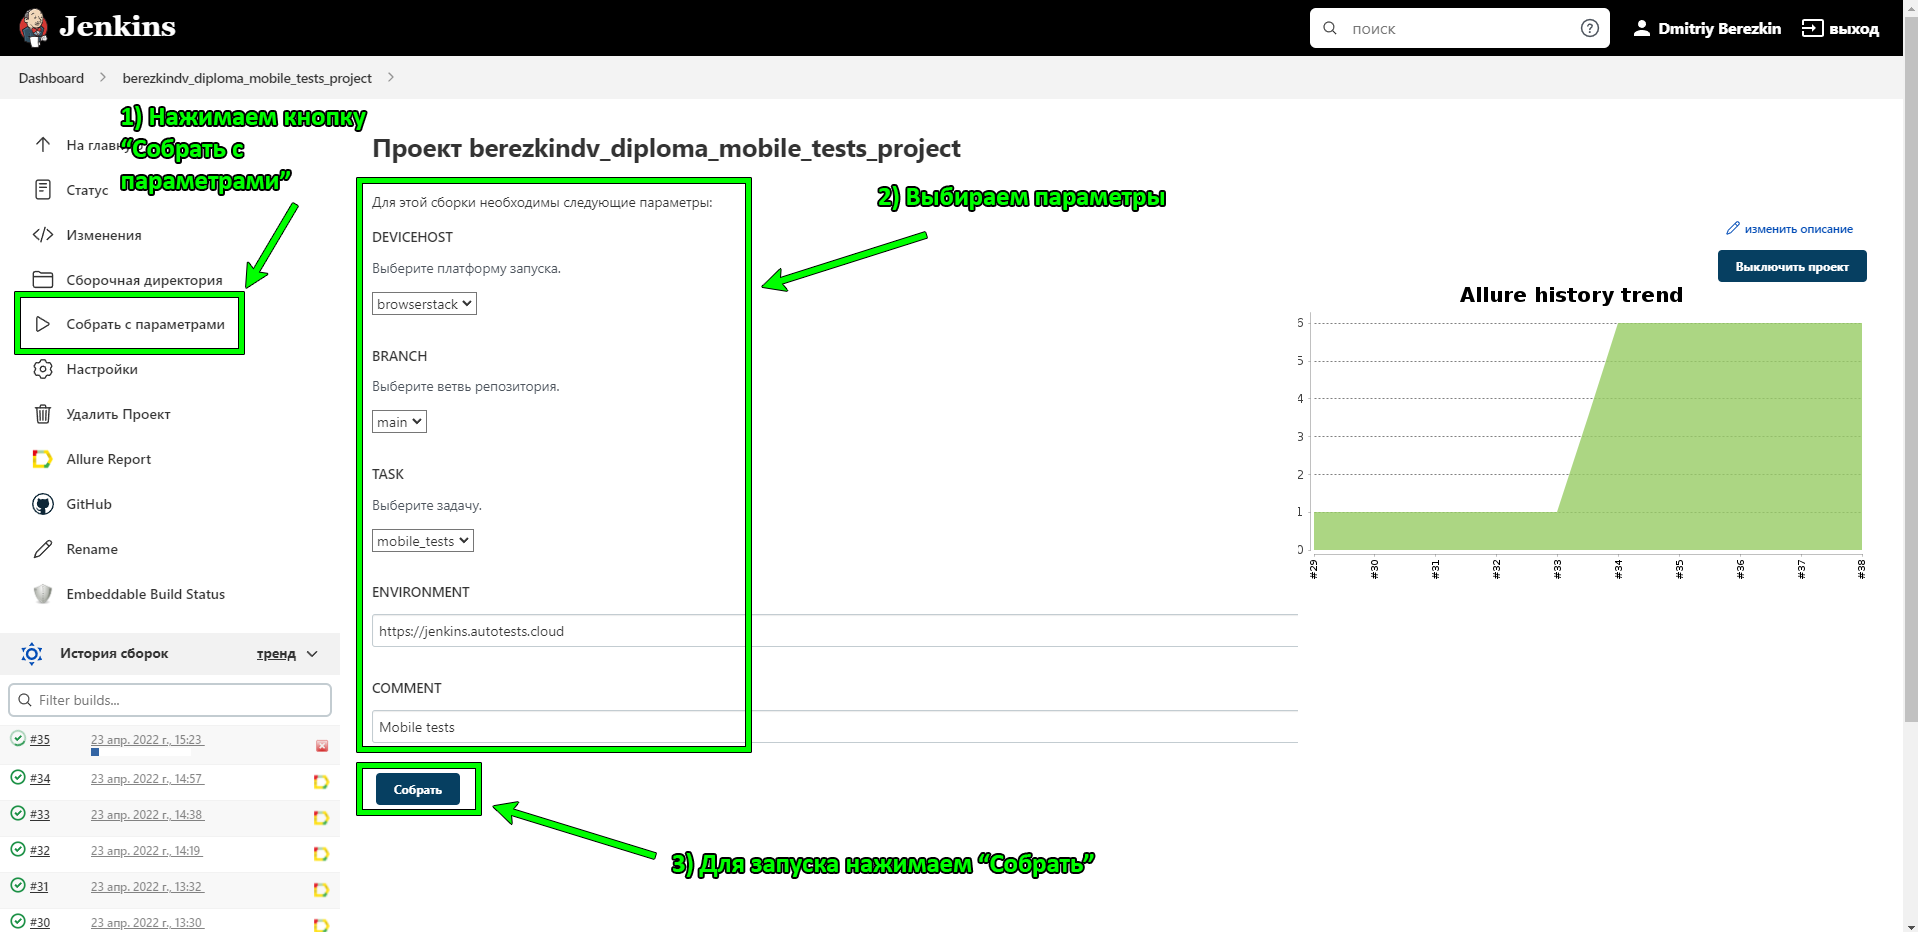 Jenkins
поиск
Dmitriy Berezkin
выход
Dashboard
berezkindv_diploma_mobile_tests_project
1) Нажимаем кнопку
“Собрать с
параметрами”
На
Статус
Изменения
Сборочная директория
Собрать с параметрами
Настройки
Удалить Проект
Allure Report
GitHub
Rename
Embeddable Build Status
История сборок
тренд
Filter builds...
#35 23 апр. 2022 г., 15:23
#34 23 апр. 2022 г., 14:57
#33 23 апр. 2022 г., 14:38
#32 23 апр. 2022 г., 14:19
#31 23 апр. 2022 г., 13:32
#30 23 апр. 2022 г., 13:30
Проект berezkindv_diploma_mobile_tests_project
2) Выбираем параметры
Для этой сборки необходимы следующие параметры:
DEVICEHOST
Выберите платформу запуска.
browserstack
BRANCH
Выберите ветвь репозитория.
main
TASK
Выберите задачу.
mobile_tests
ENVIRONMENT
https://jenkins.autotests.cloud
COMMENT
Mobile tests
Собрать
3) Для запуска нажимаем “Собрать”
изменить описание
Выключить проект
Allure history trend
6
5
4
3
2
1
0
#29 #30 #31 #32 #33 #34 #35 #36 #37 #38